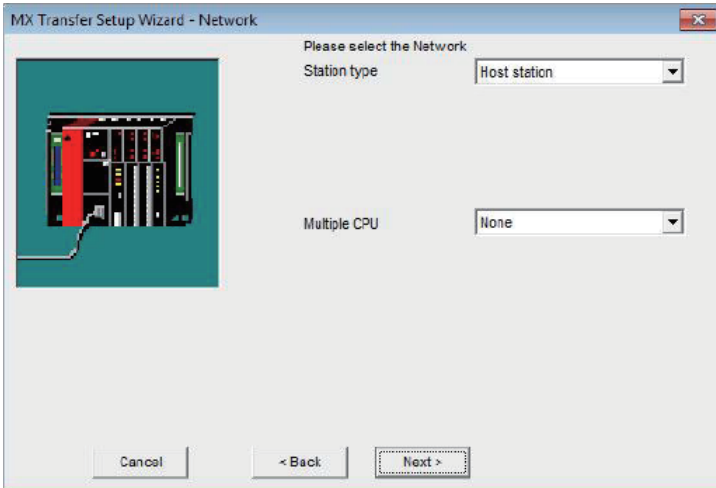 MX Transfer Setup Wizard - Network
Please select the Network
Station type Host station
Multiple CPU None
Cancel < Back Next >